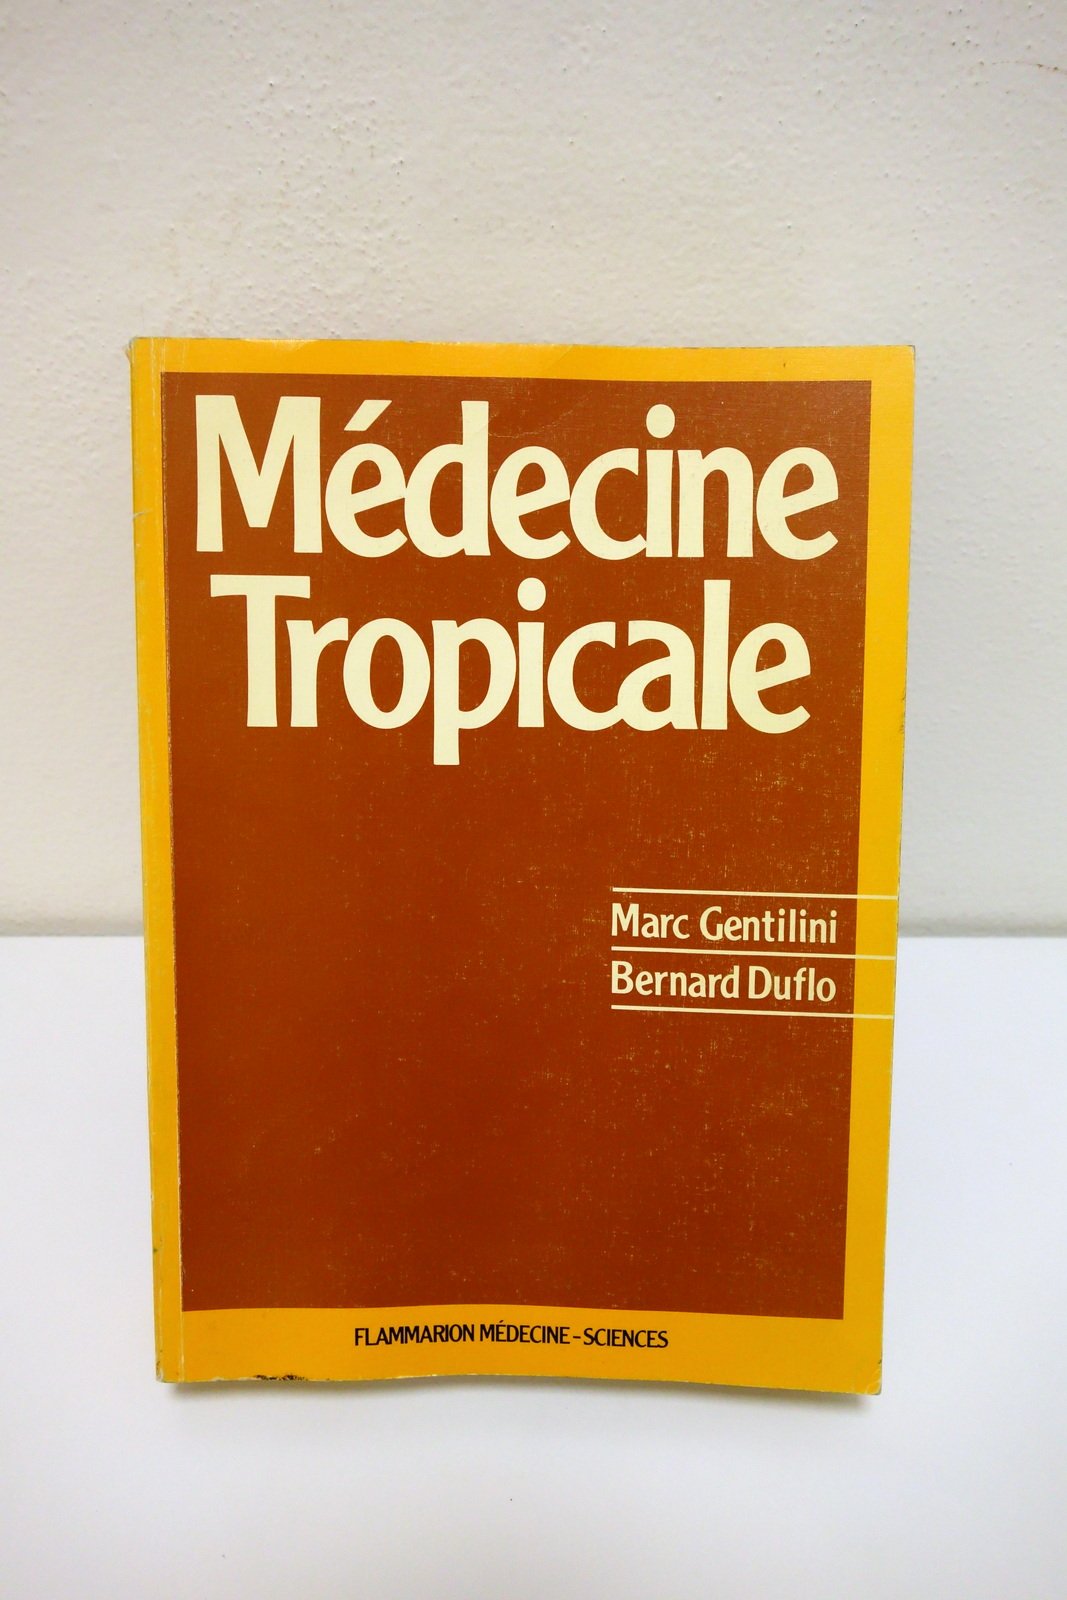 Médecine
Tropicale
Marc Gentilini
Bernard Duflo
FLAMMARION MÉDECINE-SCIENCES